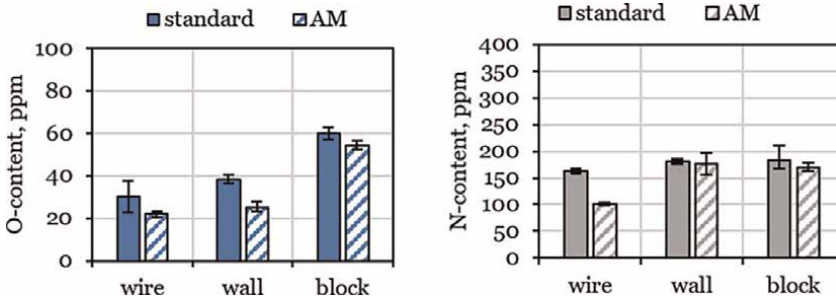 standard AM
O-content, ppm
100
80
60
40
20
0
wire wall block
standard AM
N-content, ppm
400
350
300
250
200
150
100
50
0
wire wall block